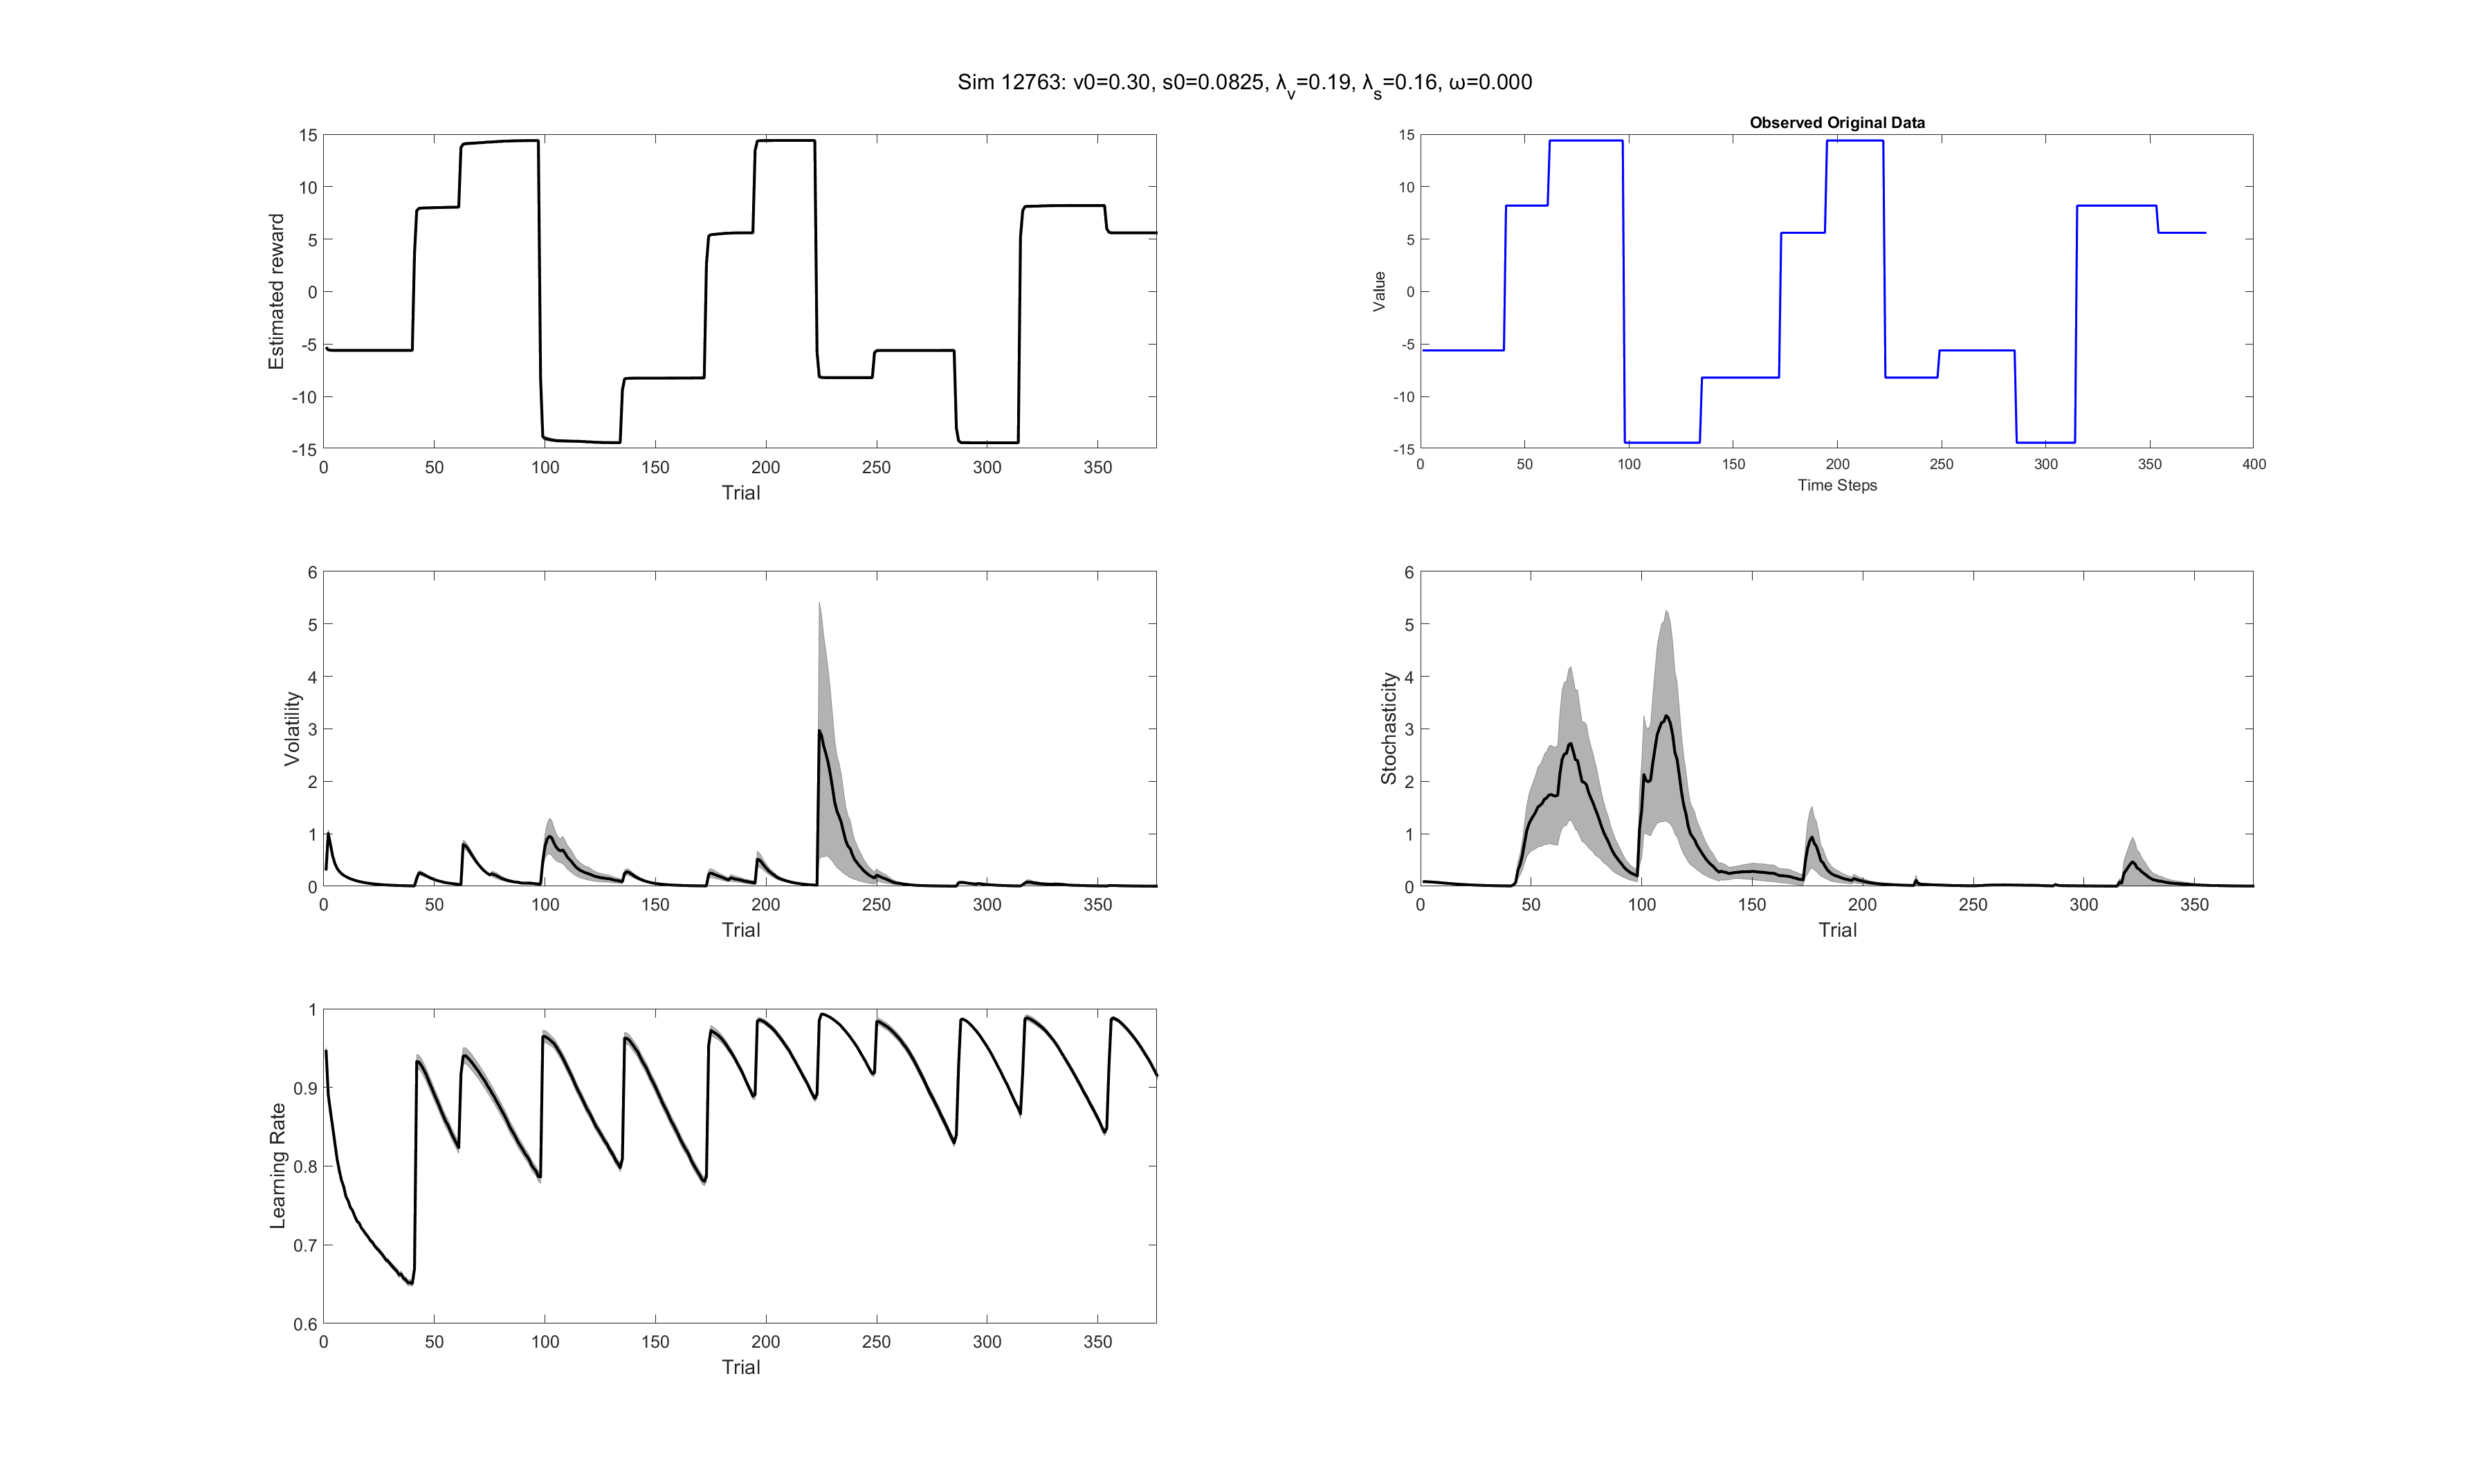 Sim 12763: v0=0.30, s0=0.0825, λv=0.19, λs=0.16, ω=0.000
15
10
5
0
-5
-10
-15
Estimated reward
0 50 100 150 200 250 300 350
Trial
Observed Original Data
15
10
5
0
-5
-10
-15
Value
0 50 100 150 200 250 300 350 400
Time Steps
6
5
4
3
2
1
0
Volatility
0 50 100 150 200 250 300 350
Trial
6
5
4
3
2
1
0
Stochasticity
0 50 100 150 200 250 300 350
Trial
1
0.9
0.8
0.7
0.6
Learning Rate
0 50 100 150 200 250 300 350
Trial